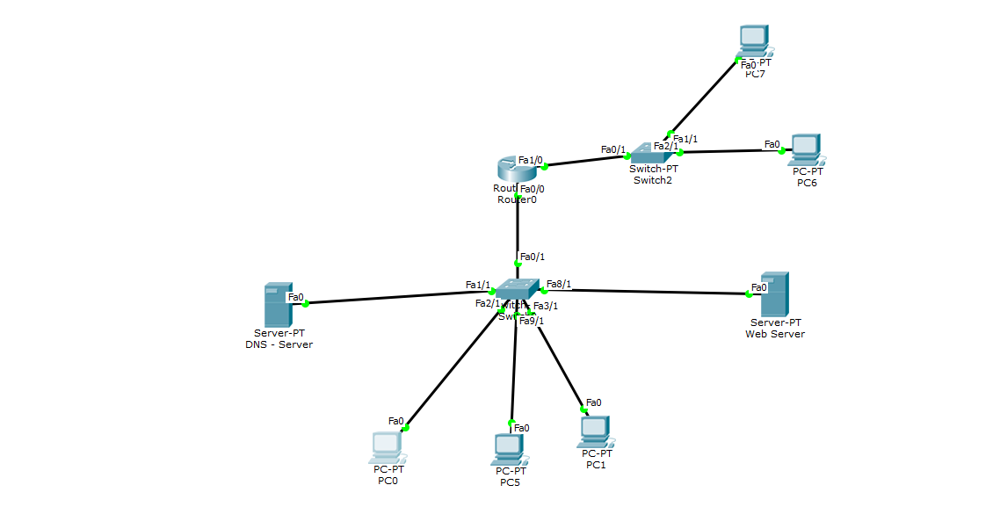 Fa0
PC7
Fa1/1
Fa0
Fa0/1
Fa2/1
Fa1/0
Switch-PT
Switch2
PC-PT
PC6
Fa0/0
Router0
Fa0/1
Fa1/1
Fa8/1
Fa0
Fa0
Fa2/1
Fa3/1
Fa9/1
Server-PT
DNS - Server
Server-PT
Web Server
Fa0
Fa0
Fa0
PC-PT
PC0
PC-PT
PC5
PC-PT
PC1